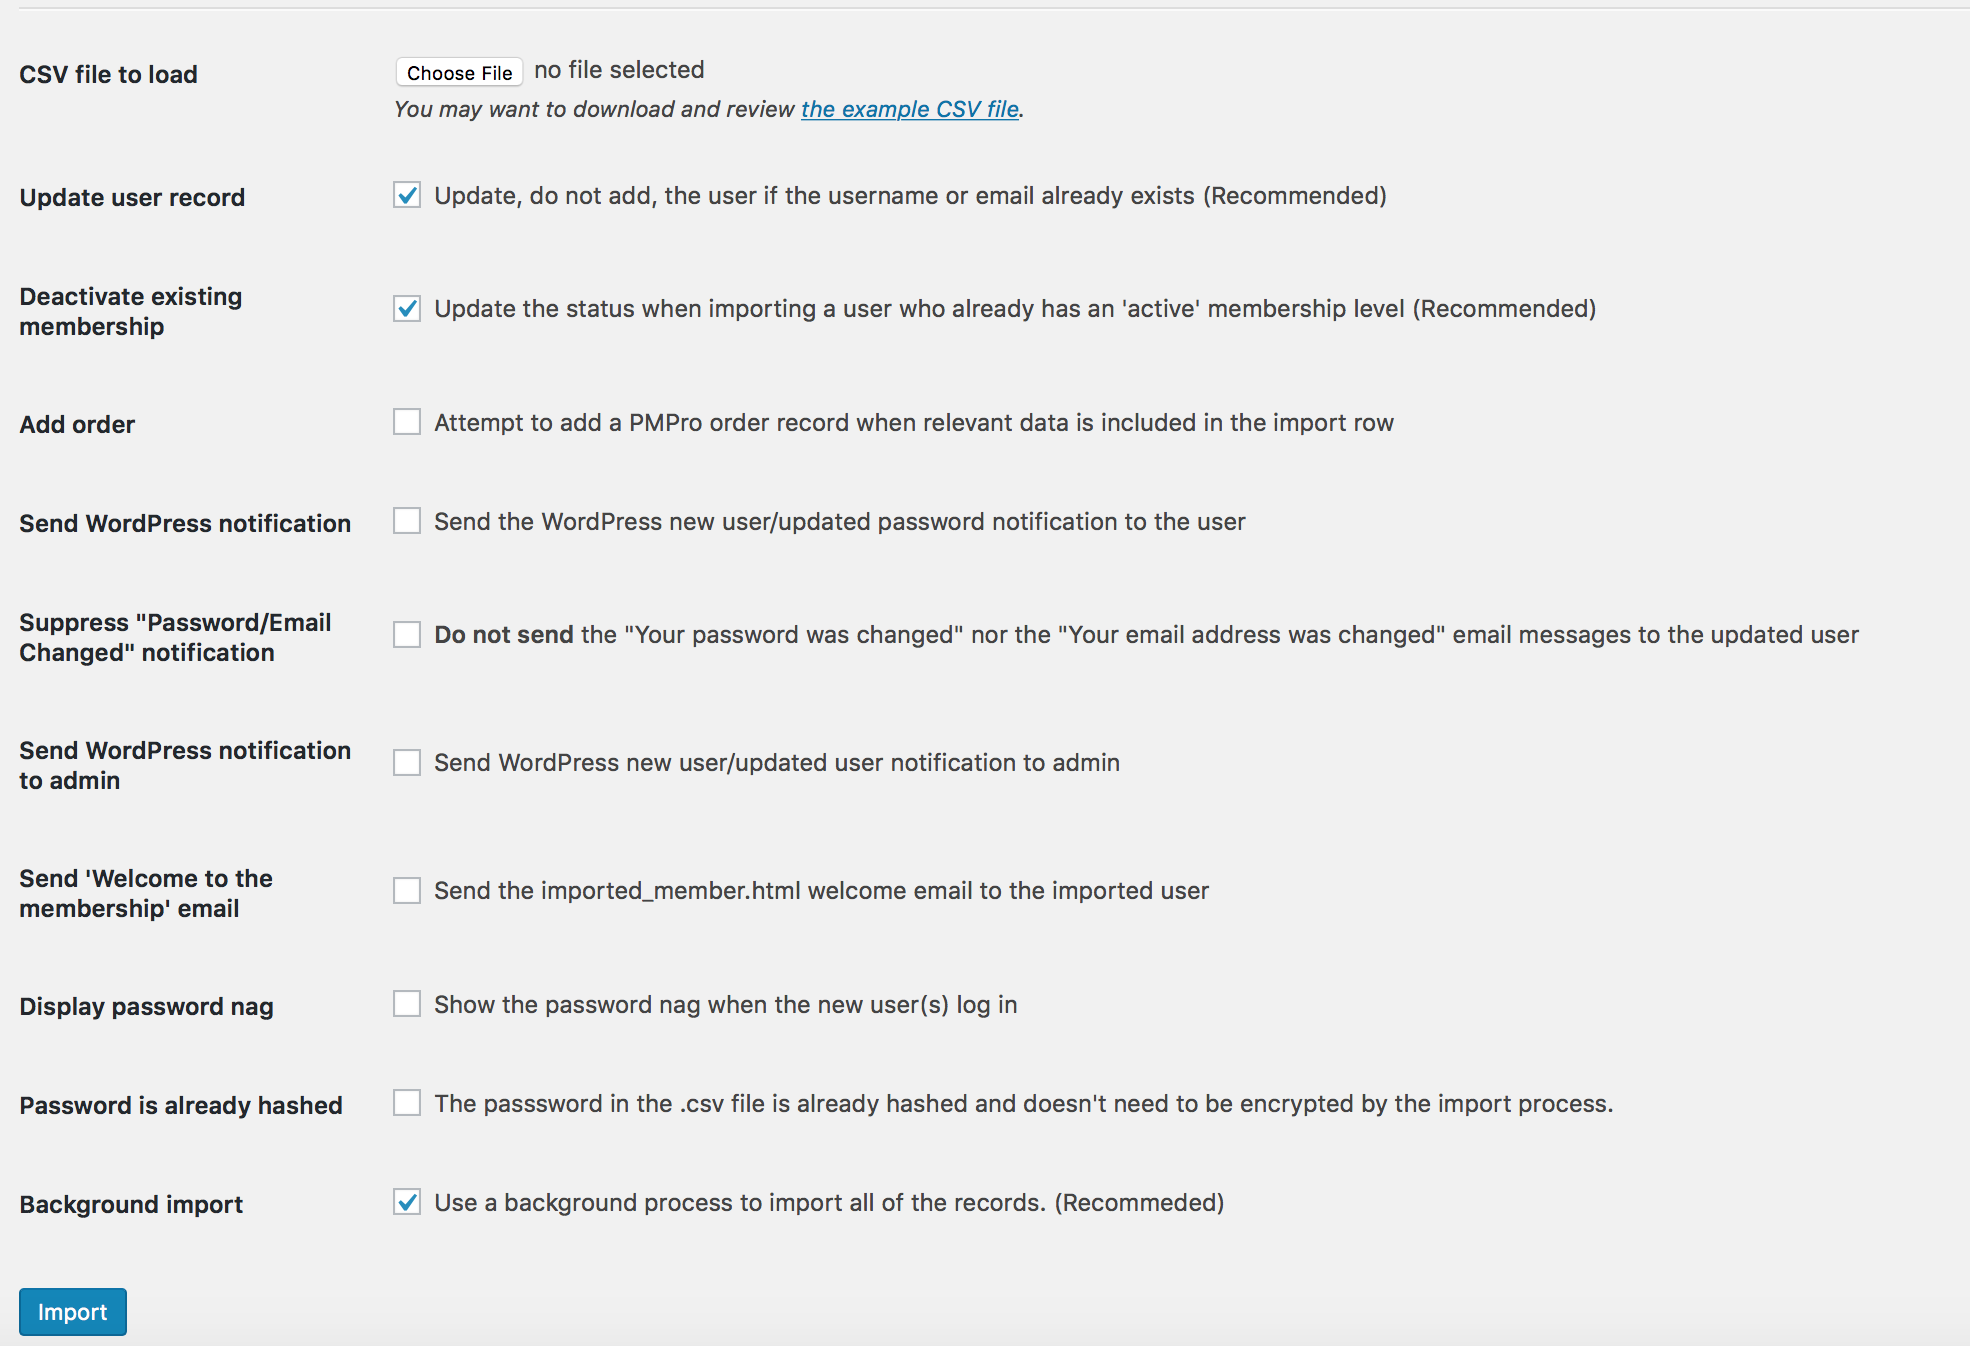 CSV file to load
Choose File no file selected
You may want to download and review the example CSV file.
Update user record
Update, do not add, the user if the username or email already exists (Recommended)
Deactivate existing
membership
Update the status when importing a user who already has an 'active' membership level (Recommended)
Add order
Attempt to add a PMPro order record when relevant data is included in the import row
Send WordPress notification
Send the WordPress new user/updated password notification to the user
Suppress "Password/Email
Changed" notification
Do not send the "Your password was changed" nor the "Your email address was changed" email messages to the updated user
Send WordPress notification
to admin
Send WordPress new user/updated user notification to admin
Send 'Welcome to the
membership' email
Send the imported_member.html welcome email to the imported user
Display password nag
Show the password nag when the new user(s) log in
Password is already hashed
The passsword in the .csv file is already hashed and doesn't need to be encrypted by the import process.
Background import
Use a background process to import all of the records. (Recommeded)
Import